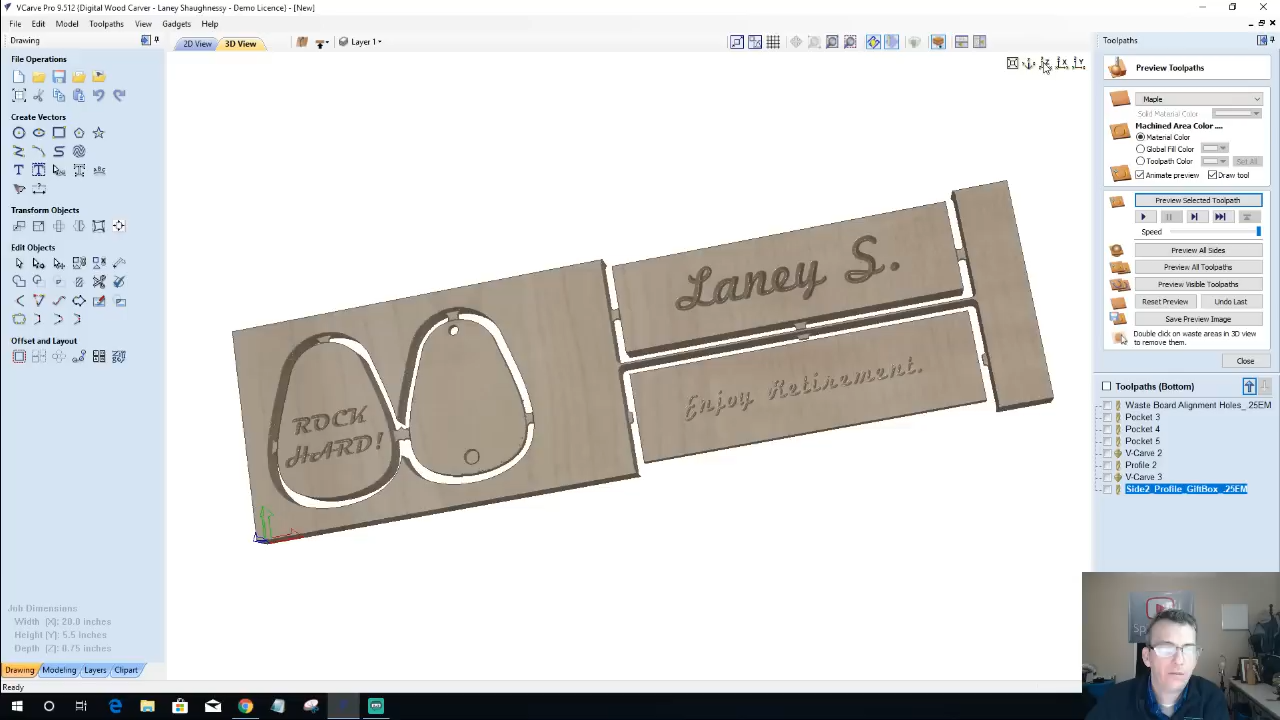 VCarve Pro 9.512 {Digital Wood Carver - Laney Shaughnessy - Demo Licence} - [New]
File Edit Model Toolpaths View Gadgets Help
Drawing
2D View 3D View Layer 1
Toolpaths
File Operations
Create Vectors
Transform Objects
Edit Objects
Offset and Layout
Job Dimensions
Width (X): 20.0 inches
Height (Y): 5.5 inches
Depth (Z): 0.75 inches
Drawing Modeling Layers Clipart
Ready
Laney S.
Enjoy Retirement.
ROCK
HARD!
Preview Toolpaths
Maple
Solid Material Color
Machined Area Color ....
Material Color
Global Fill Color
Toolpath Color Set All
Animate preview Draw tool
Preview Selected Toolpath
Speed
Preview All Sides
Preview All Toolpaths
Preview Visible Toolpaths
Reset Preview Undo Last
Save Preview Image
Double click on waste areas in 3D view
to remove them.
Close
Toolpaths (Bottom)
Waste Board Alignment Holes_.25EM
Pocket 3
Pocket 4
Pocket 5
V-Carve 2
Profile 2
V-Carve 3
Side2_Profile_GiftBox_.25EM